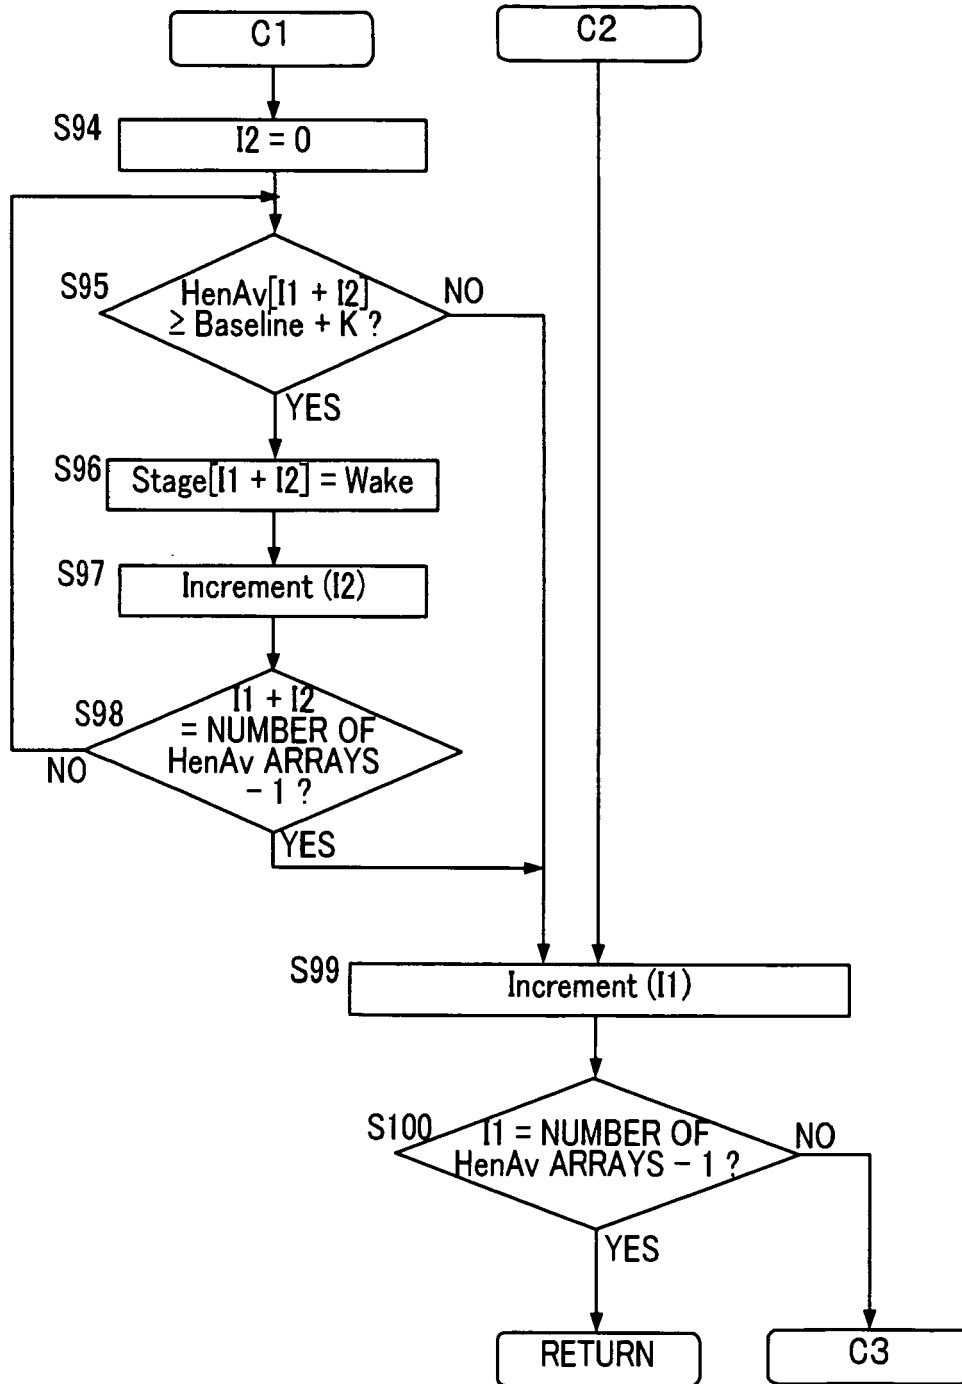 C1
C2
S94
I2 = 0
S95
HenAv[I1 + I2]
≥ Baseline + K ?
NO
YES
S96
Stage[I1 + I2] = Wake
S97
Increment (I2)
S98
I1 + I2
= NUMBER OF
HenAv ARRAYS
− 1 ?
NO
YES
S99
Increment (I1)
S100
I1 = NUMBER OF
HenAv ARRAYS − 1 ?
NO
YES
RETURN
C3